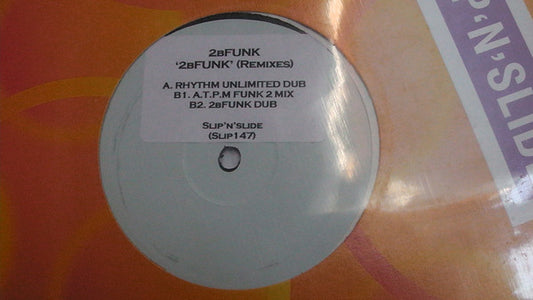 2bFUNK
'2bFUNK' (Remixes)
A. RHYTHM UNLIMITED DUB
B1. A.T.P.M FUNK 2 MIX
B2. 2bFUNK DUB
Slip'n'slide
(Slip147)
P'N'SLID